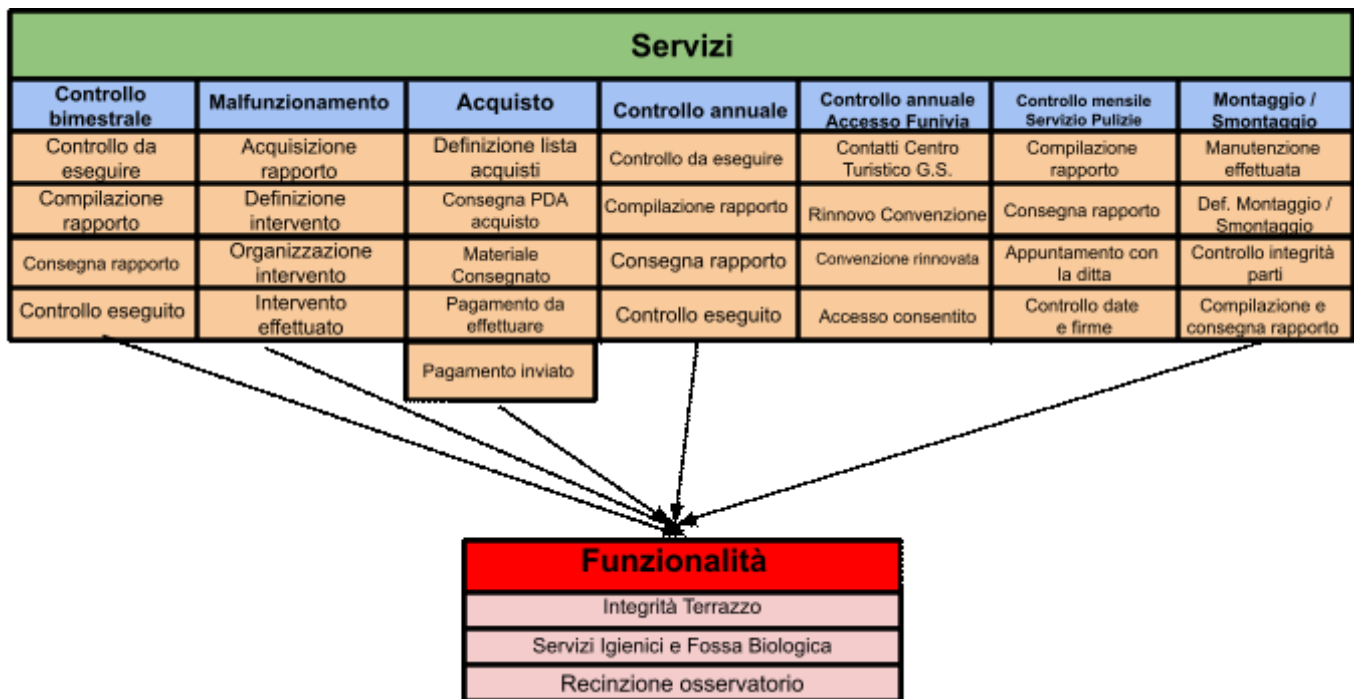 Servizi
Controllo
bimestrale
Malfunzionamento
Acquisto
Controllo annuale
Controllo annuale
Accesso Funivia
Controllo mensile
Servizio Pulizie
Montaggio /
Smontaggio
Controllo da
eseguire
Acquisizione
rapporto
Definizione lista
acquisti
Controllo da eseguire
Contatti Centro
Turistico G.S.
Compilazione
rapporto
Manutenzione
effettuata
Compilazione
rapporto
Definizione
intervento
Consegna PDA
acquisto
Compilazione rapporto
Rinnovo Convenzione
Consegna rapporto
Def. Montaggio /
Smontaggio
Consegna rapporto
Organizzazione
intervento
Materiale
Consegnato
Consegna rapporto
Convenzione rinnovata
Appuntamento con
la ditta
Controllo integrità
parti
Controllo eseguito
Intervento
effettuato
Pagamento da
effettuare
Controllo eseguito
Accesso consentito
Controllo date
e firme
Compilazione e
consegna rapporto
Pagamento inviato
Funzionalità
Integrità Terrazzo
Servizi Igienici e Fossa Biologica
Recinzione osservatorio